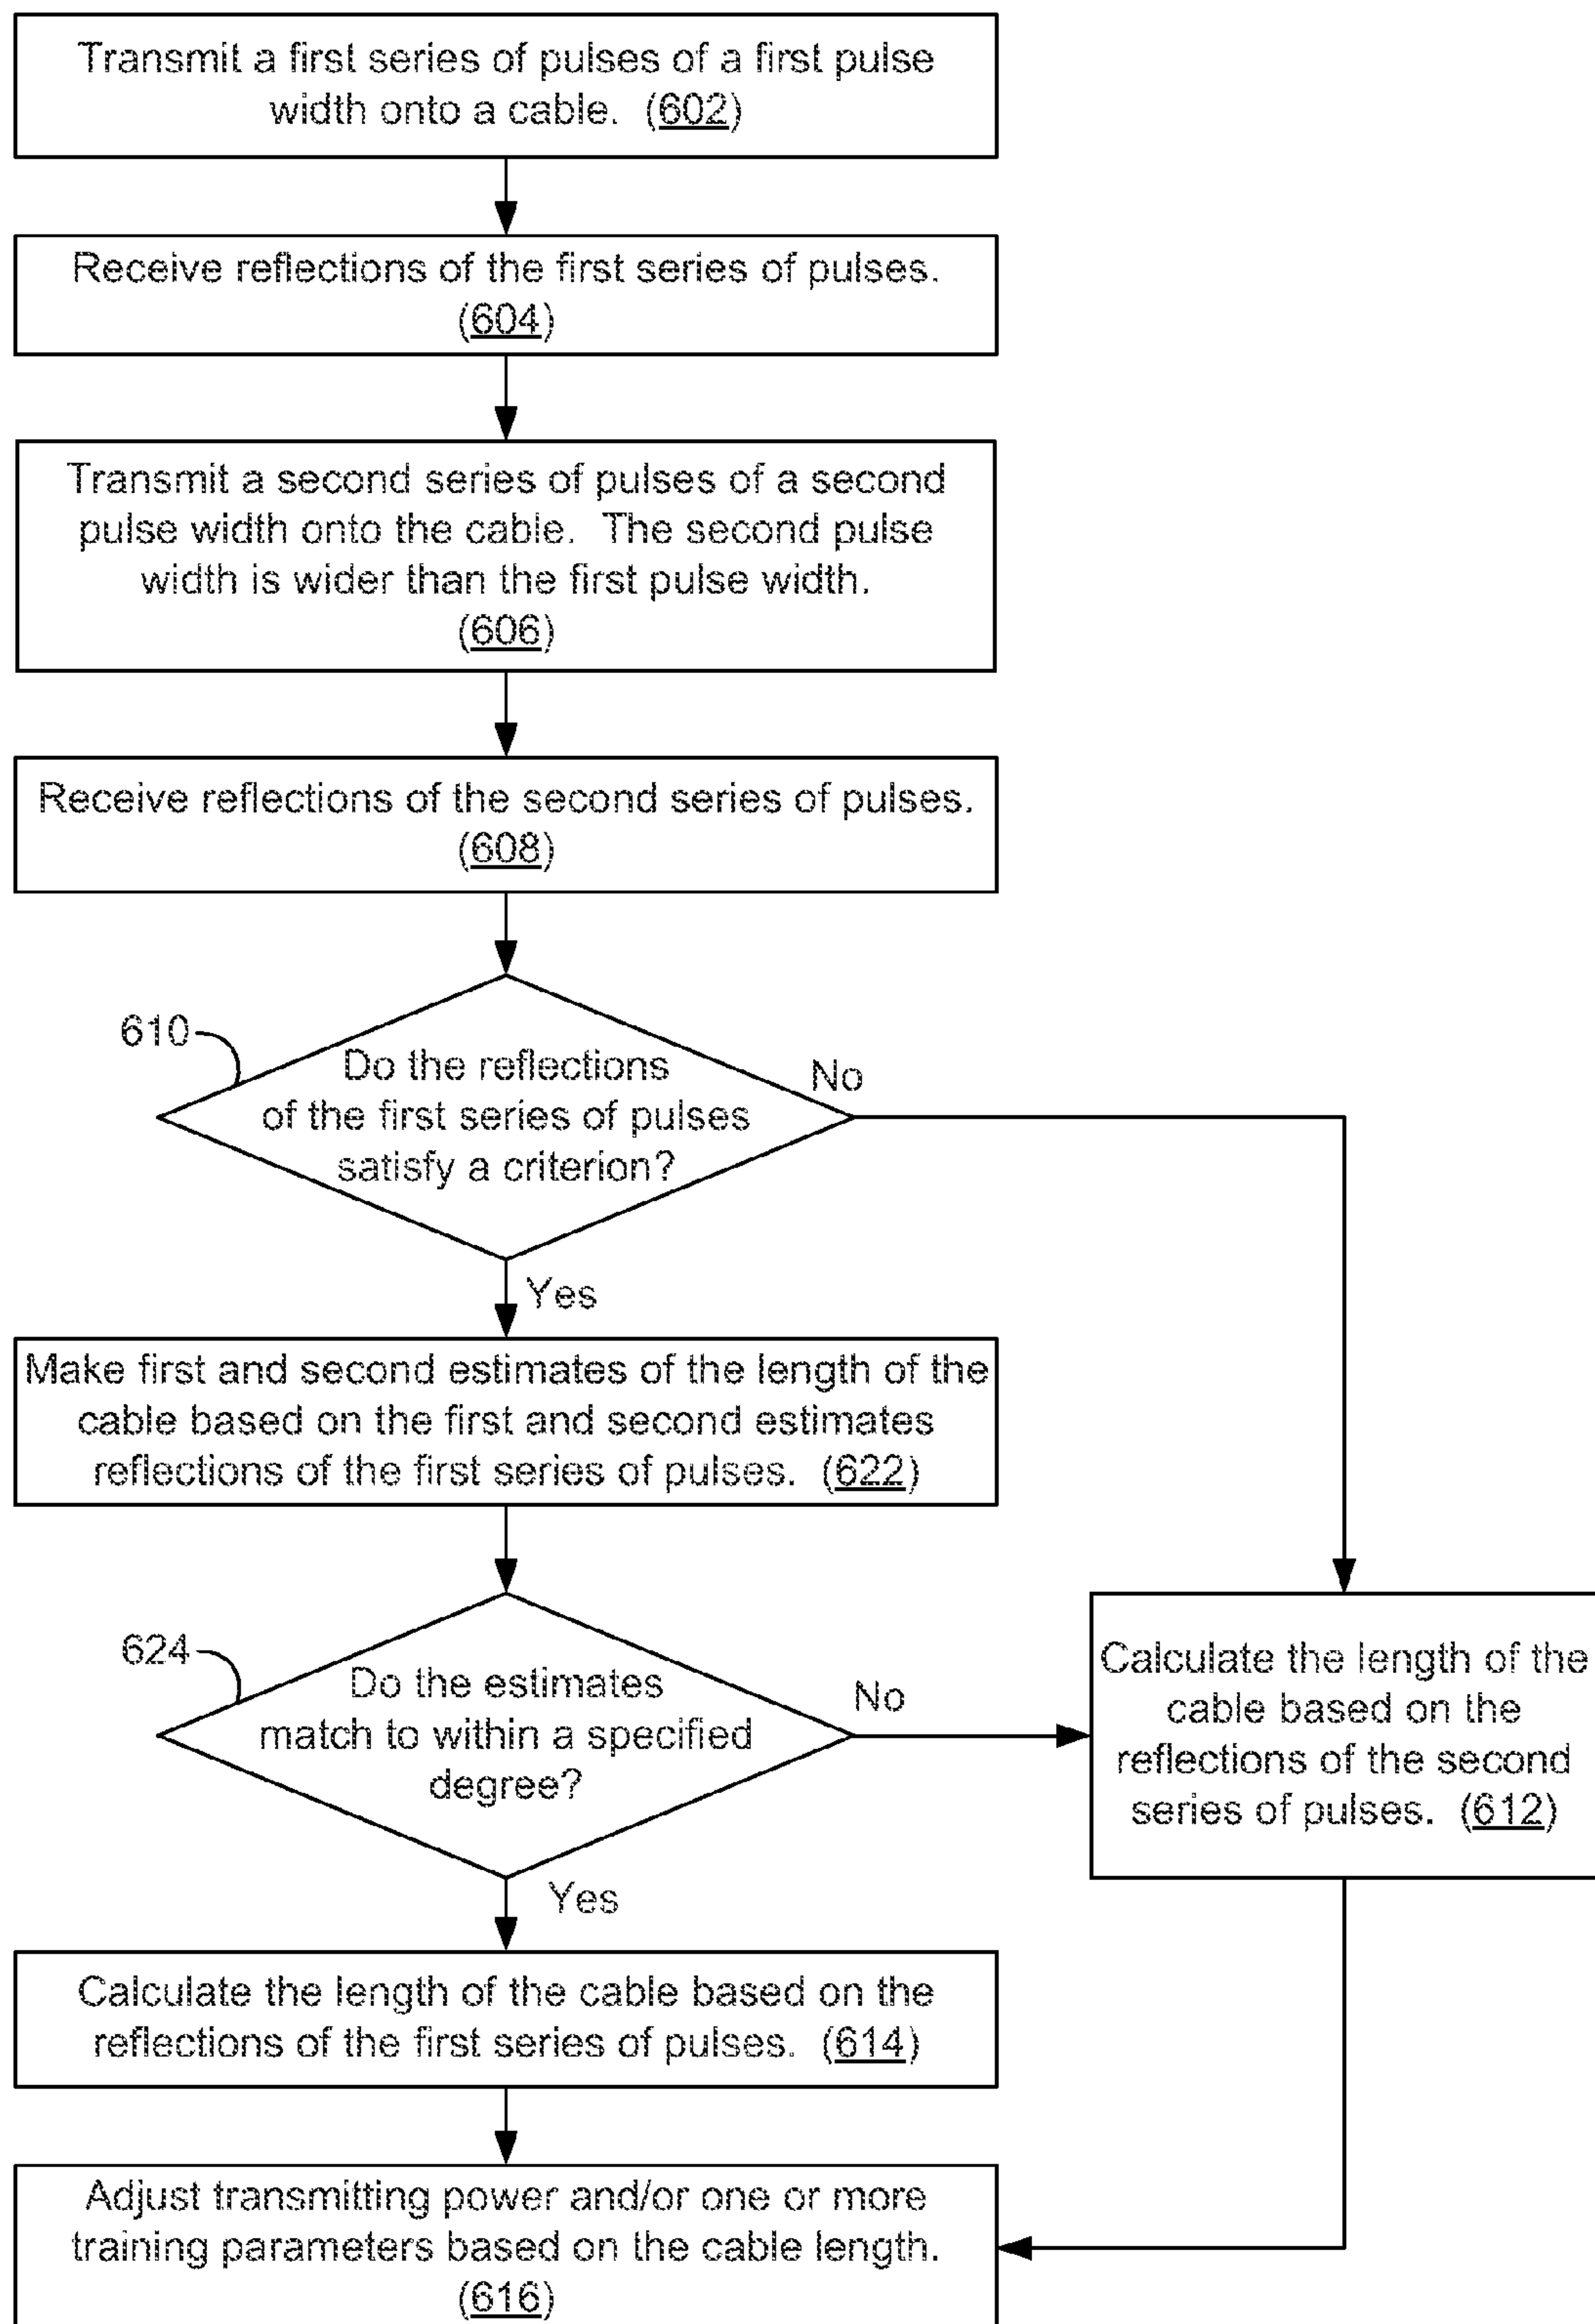 Transmit a first series of pulses of a first pulse
width onto a cable. (602)
Receive reflections of the first series of pulses.
(604)
Transmit a second series of pulses of a second
pulse width onto the cable. The second pulse
width is wider than the first pulse width.
(606)
Receive reflections of the second series of pulses.
(608)
610
Do the reflections
of the first series of pulses
satisfy a criterion?
No
Yes
Make first and second estimates of the length of the
cable based on the first and second estimates
reflections of the first series of pulses. (622)
624
Do the estimates
match to within a specified
degree?
No
Yes
Calculate the length of the
cable based on the
reflections of the second
series of pulses. (612)
Calculate the length of the cable based on the
reflections of the first series of pulses. (614)
Adjust transmitting power and/or one or more
training parameters based on the cable length.
(616)